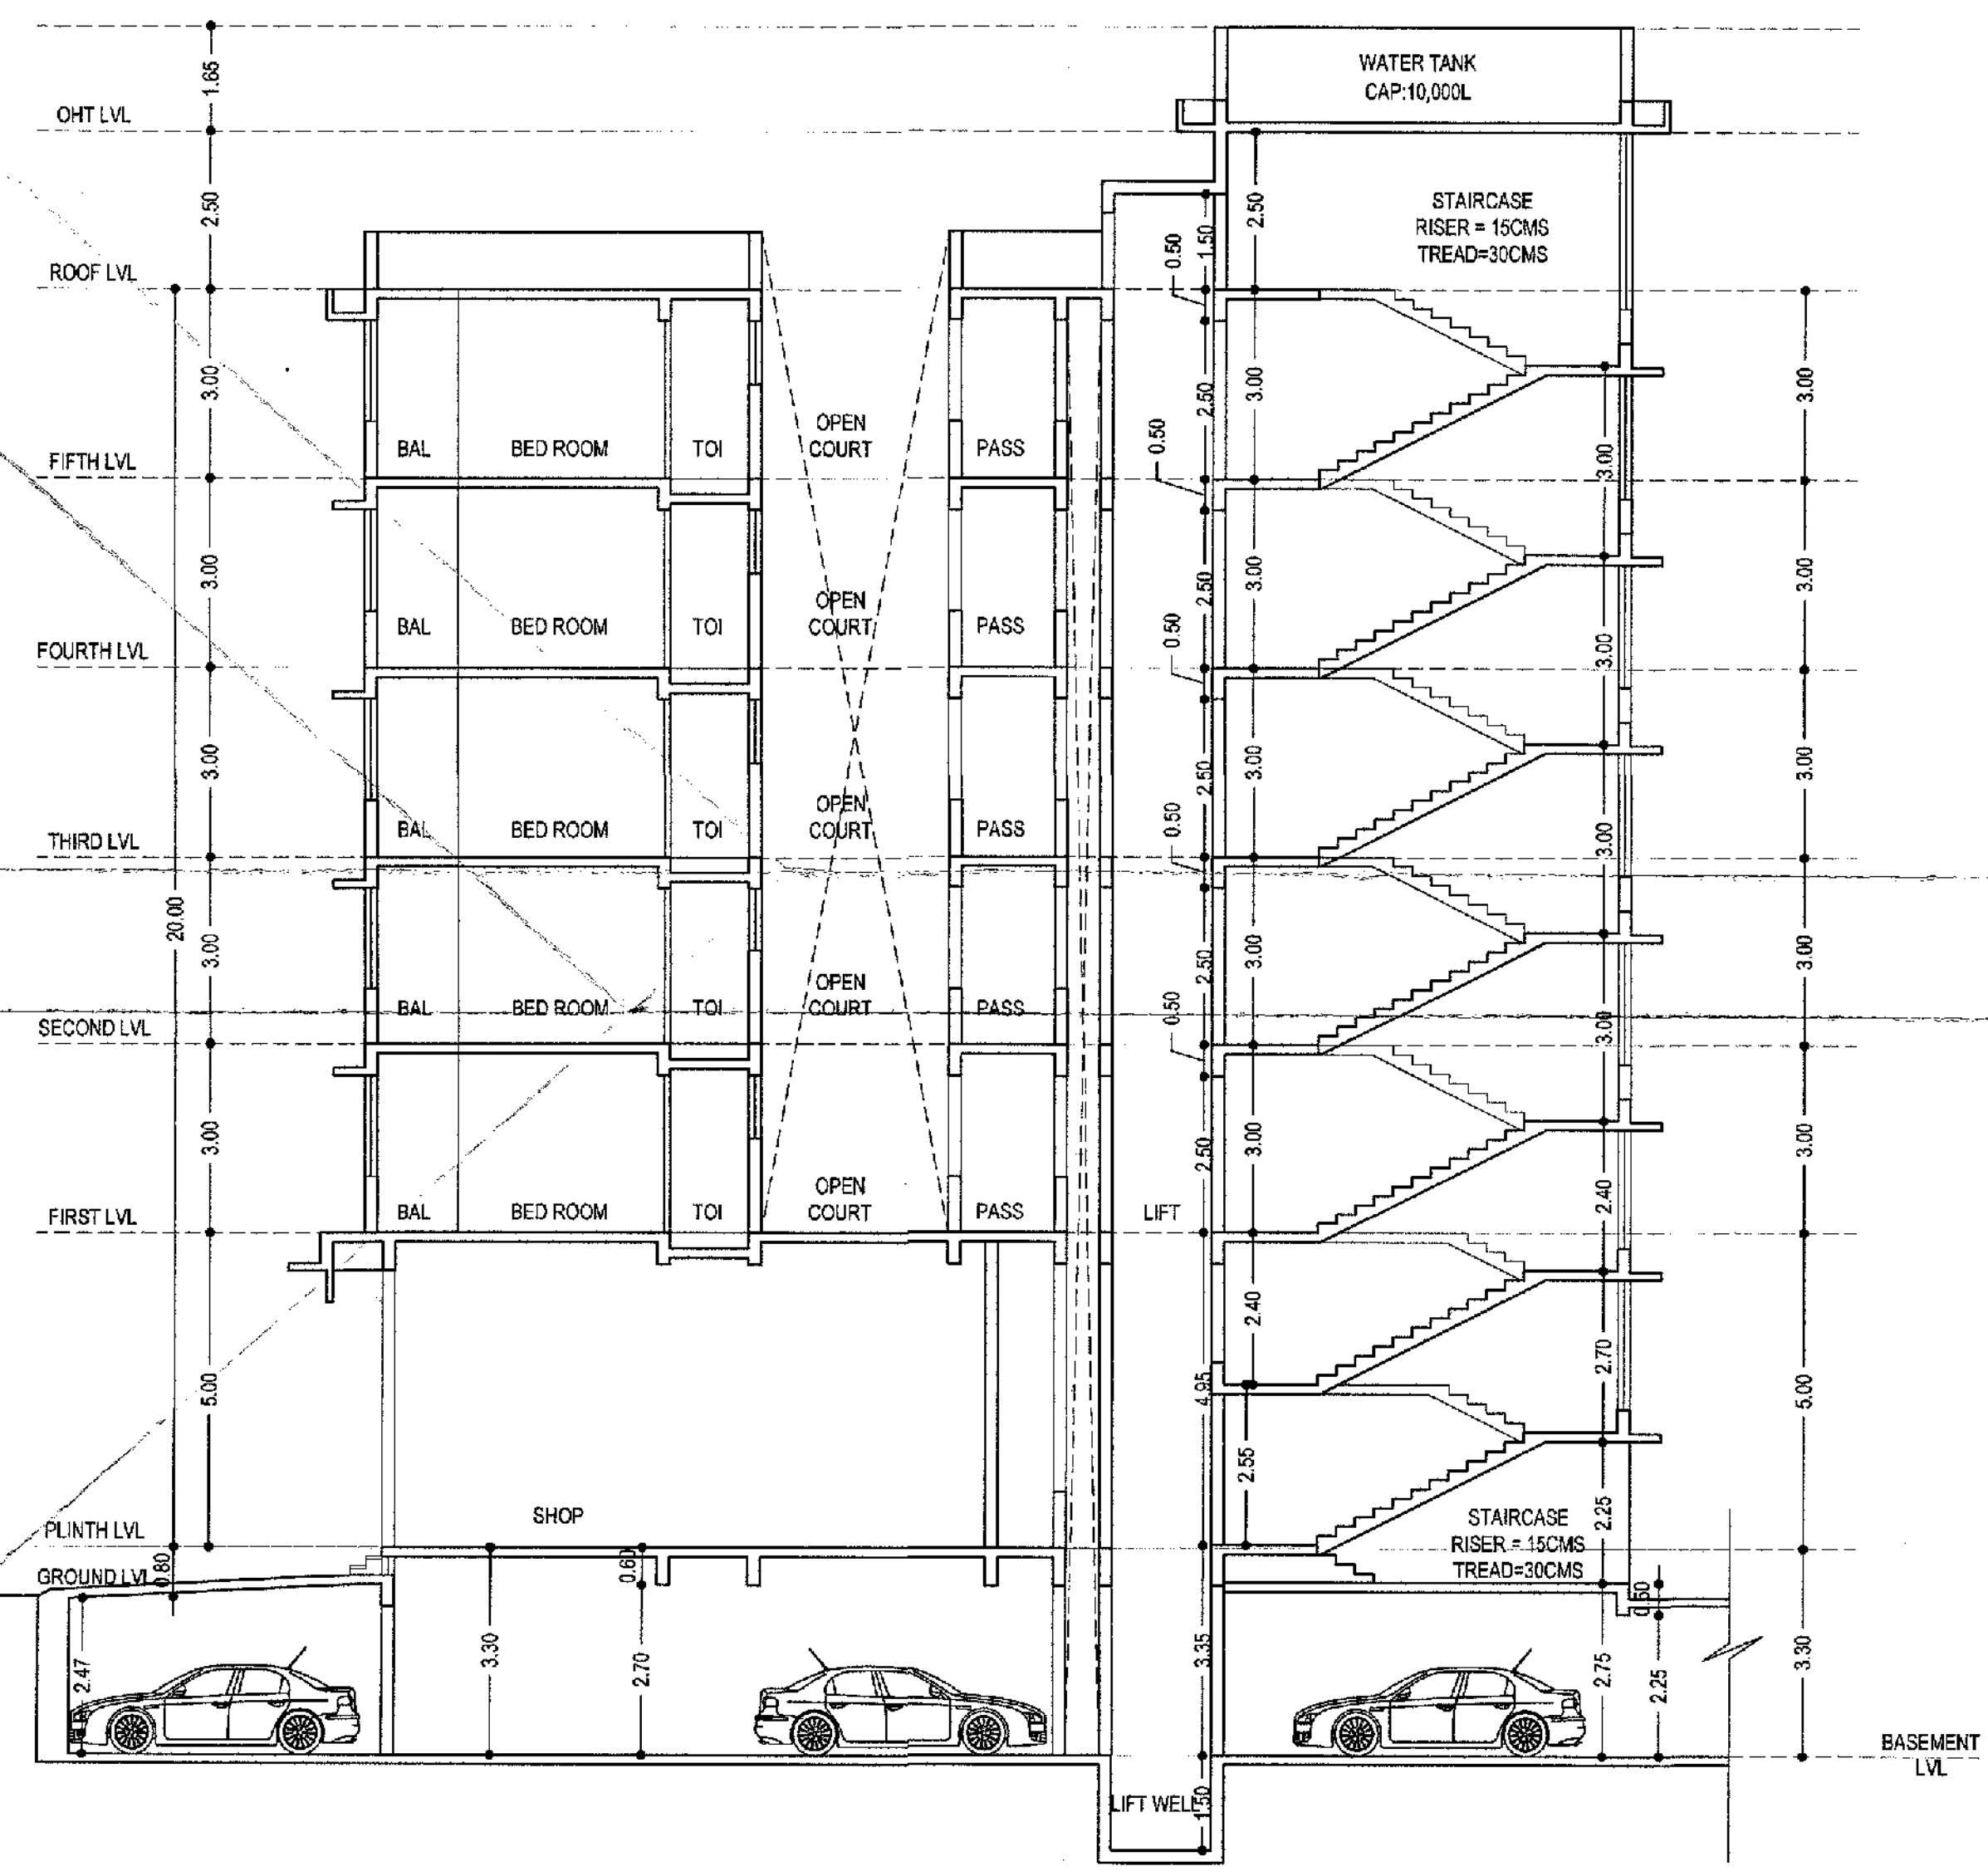 WATER TANK
CAP:10,000L
1.65
OHT LVL
2.50
2.50
STAIRCASE
RISER = 15CMS
TREAD=30CMS
0.50
1.50
ROOF LVL
3.00
2.50
3.00
3.00
BAL
BED ROOM
TOI
OPEN
COURT
PASS
0.50
3.00
FIFTH LVL
0.50
3.00
2.50
3.00
3.00
BAL
BED ROOM
TOI
OPEN
COURT
PASS
0.50
3.00
FOURTH LVL
3.00
2.50
3.00
3.00
BAL
BED ROOM
TOI
OPEN
COURT
PASS
0.50
3.00
THIRD LVL
20.00
3.00
2.50
3.00
3.00
BAL
BED ROOM
TOI
OPEN
COURT
PASS
0.50
3.00
SECOND LVL
3.00
2.50
3.00
3.00
BAL
BED ROOM
TOI
OPEN
COURT
PASS
LIFT
2.40
FIRST LVL
2.40
2.70
5.00
4.95
5.00
2.55
SHOP
2.25
STAIRCASE
RISER = 15CMS
TREAD=30CMS
PLINTH LVL
0.80
0.60
GROUND LVL
0.50
2.47
3.30
2.70
3.35
2.75
2.25
3.30
BASEMENT
LVL
LIFT WELL
1.50